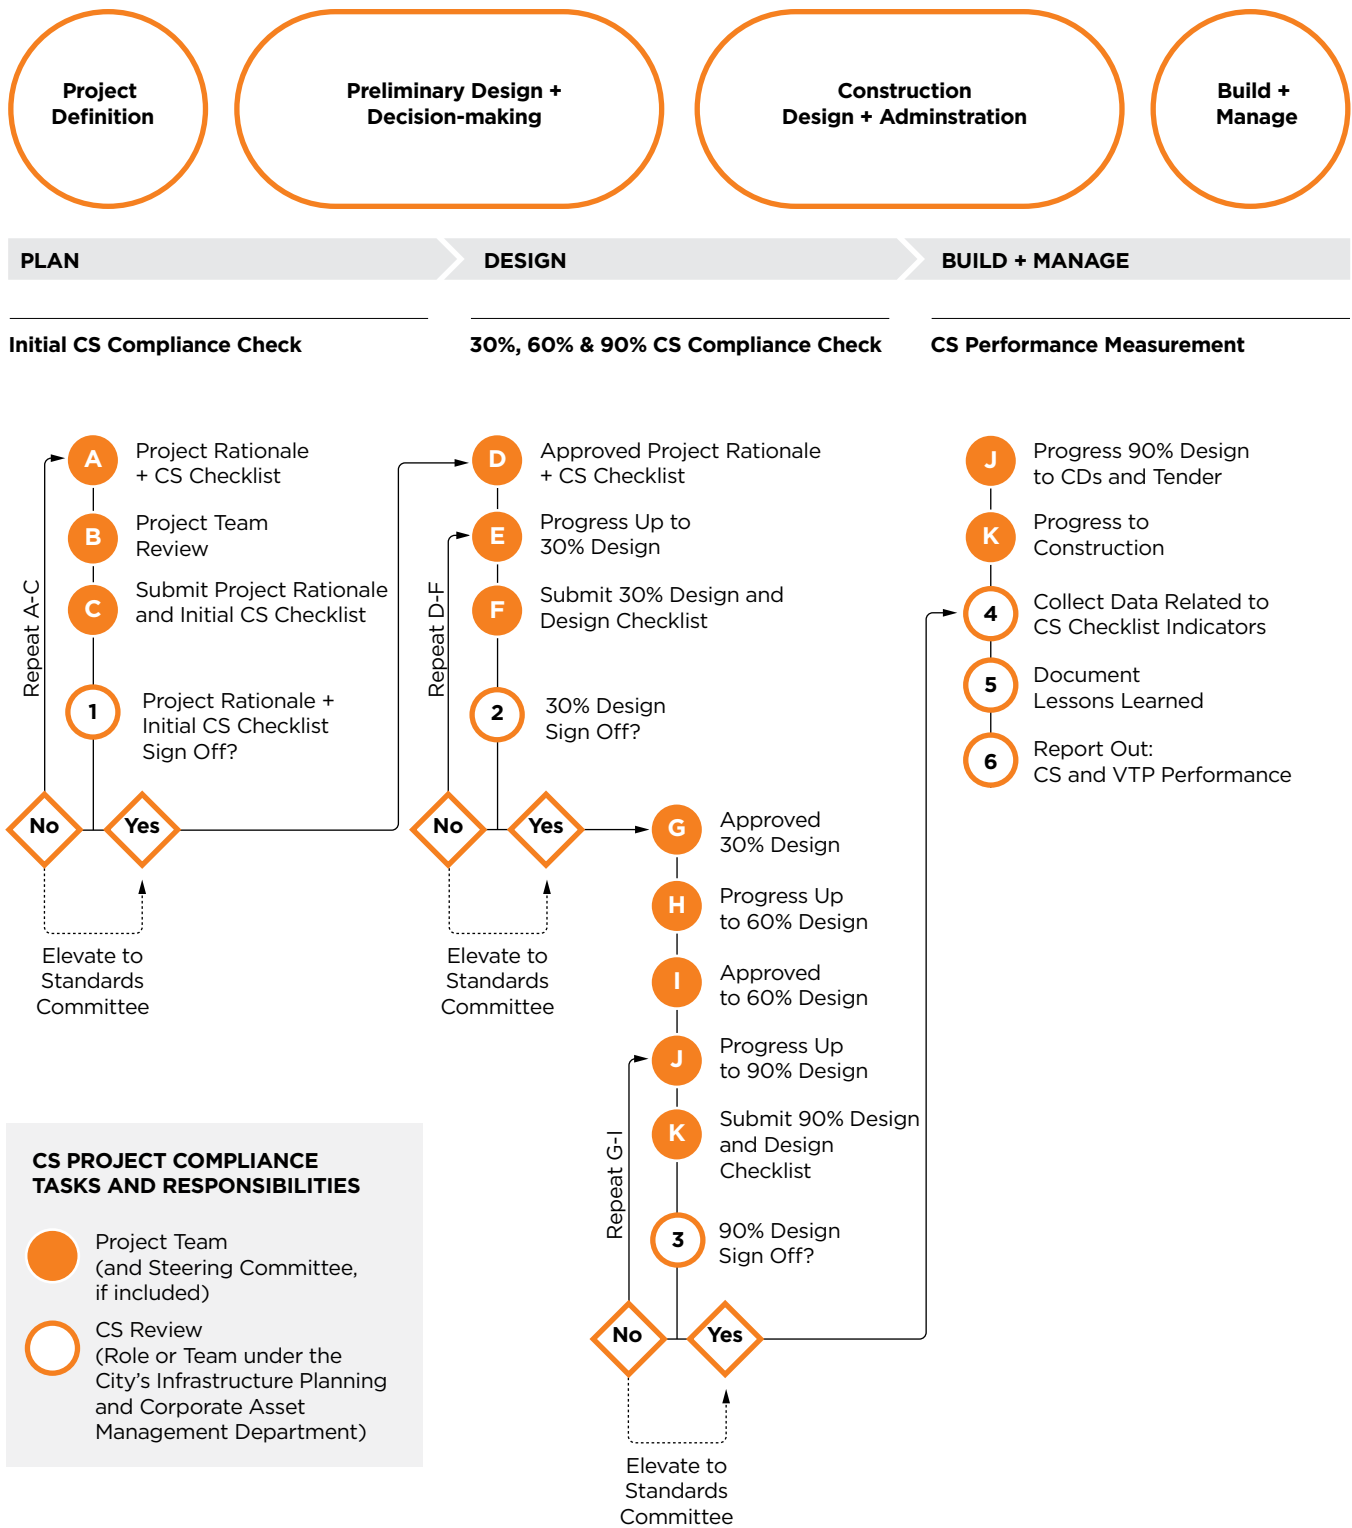 Project
Definition
Preliminary Design +
Decision-making
Construction
Design + Adminstration
Build +
Manage
PLAN
DESIGN
BUILD + MANAGE
Initial CS Compliance Check
30%, 60% & 90% CS Compliance Check
CS Performance Measurement
Repeat A-C
A
Project Rationale
+ CS Checklist
B
Project Team
Review
C
Submit Project Rationale
and Initial CS Checklist
1
Project Rationale +
Initial CS Checklist
Sign Off?
No
Yes
Elevate to
Standards
Committee
Repeat D-F
D
Approved Project Rationale
+ CS Checklist
E
Progress Up to
30% Design
F
Submit 30% Design and
Design Checklist
2
30% Design
Sign Off?
No
Yes
Elevate to
Standards
Committee
G
Approved
30% Design
H
Progress Up
to 60% Design
I
Approved
to 60% Design
Repeat G-I
J
Progress Up
to 90% Design
K
Submit 90% Design
and Design
Checklist
3
90% Design
Sign Off?
No
Yes
Elevate to
Standards
Committee
J
Progress 90% Design
to CDs and Tender
K
Progress to
Construction
4
Collect Data Related to
CS Checklist Indicators
5
Document
Lessons Learned
6
Report Out:
CS and VTP Performance
CS PROJECT COMPLIANCE
TASKS AND RESPONSIBILITIES
Project Team
(and Steering Committee,
if included)
CS Review
(Role or Team under the
City's Infrastructure Planning
and Corporate Asset
Management Department)